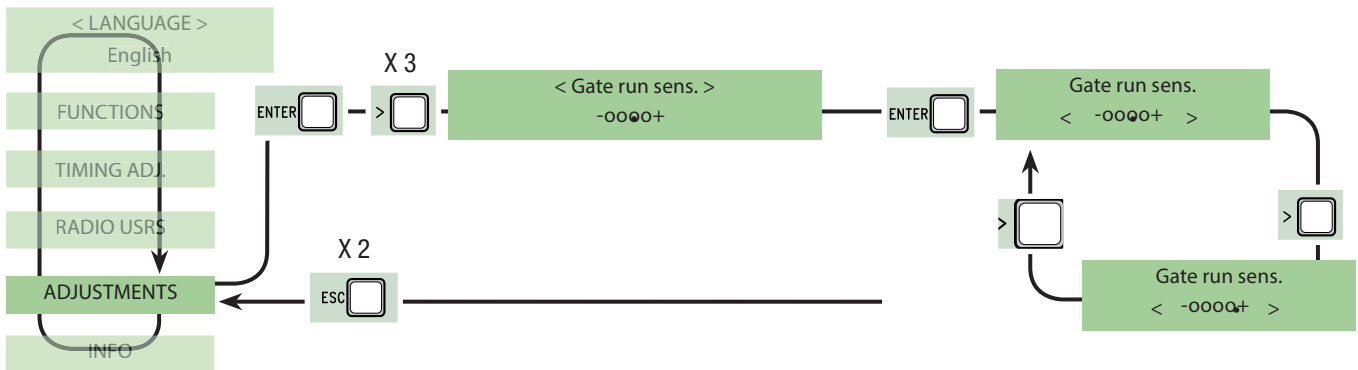 < LANGUAGE >
English
FUNCTIONS
TIMING ADJ.
RADIO USRS
ADJUSTMENTS
INFO
ENTER
X 3
>
< Gate run sens. >
-oooo+
ENTER
Gate run sens.
< -oooo+ >
>
>
Gate run sens.
< -oooo+ >
X 2
ESC